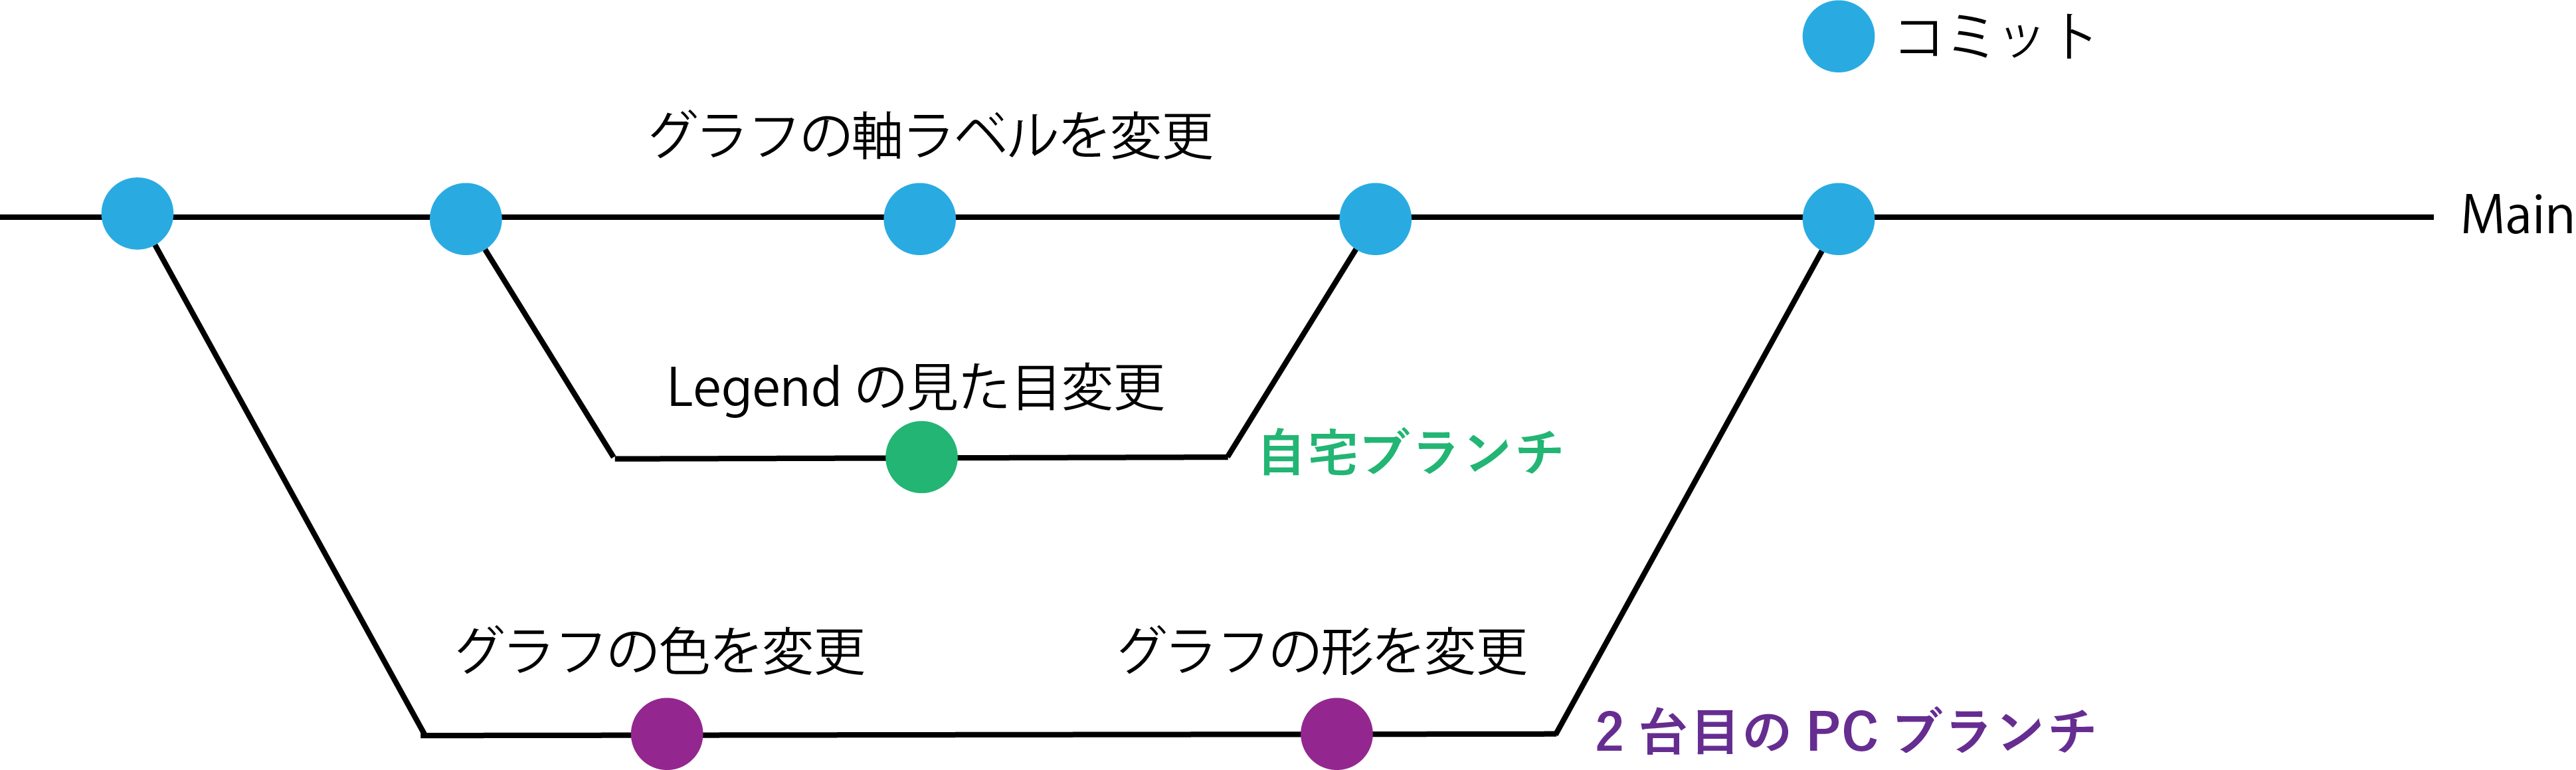 コミット
グラフの軸ラベルを変更
Main
Legend の見た目変更
自宅ブランチ
グラフの色を変更
グラフの形を変更
2 台目の PC ブランチ